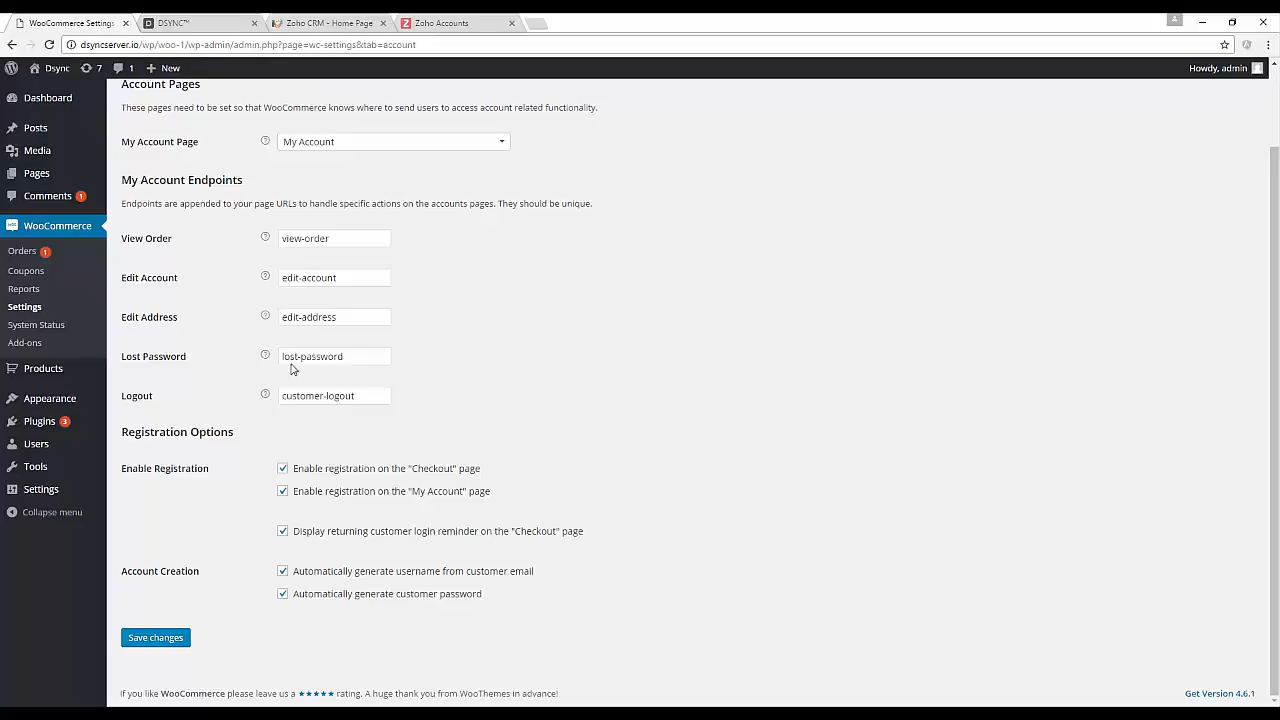 WooCommerce Settings
DSYNC™
Zoho CRM - Home Page
Zoho Accounts
dsyncserver.io/wp/woo-1/wp-admin/admin.php?page=wc-settings&tab=account
Dsync 7 1 New Howdy, admin
Dashboard
Posts
Media
Pages
Comments 1
WooCommerce
Orders 1
Coupons
Reports
Settings
System Status
Add-ons
Products
Appearance
Plugins 3
Users
Tools
Settings
Collapse menu
Account Pages
These pages need to be set so that WooCommerce knows where to send users to access account related functionality.
My Account Page My Account
My Account Endpoints
Endpoints are appended to your page URLs to handle specific actions on the accounts pages. They should be unique.
View Order view-order
Edit Account edit-account
Edit Address edit-address
Lost Password lost-password
Logout customer-logout
Registration Options
Enable Registration Enable registration on the "Checkout" page
Enable registration on the "My Account" page
Display returning customer login reminder on the "Checkout" page
Account Creation Automatically generate username from customer email
Automatically generate customer password
Save changes
If you like WooCommerce please leave us a ★★★★★ rating. A huge thank you from WooThemes in advance!
Get Version 4.6.1